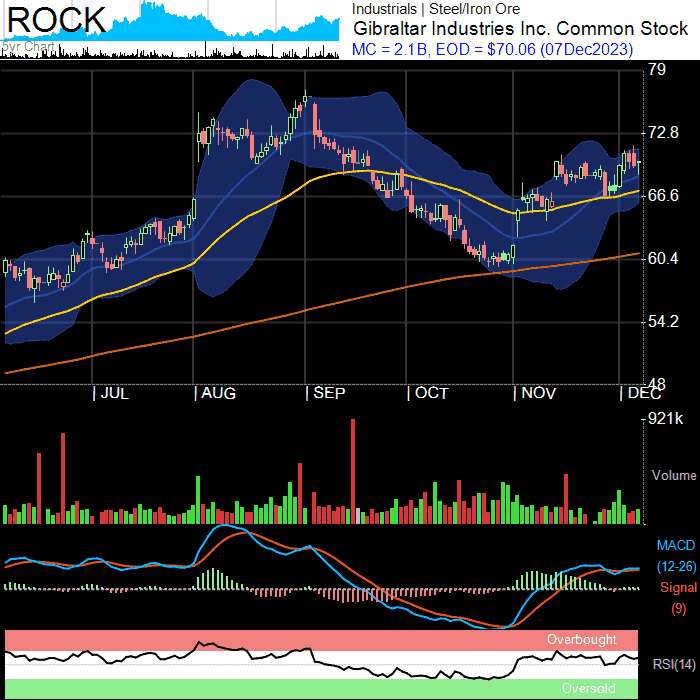 ROCK
Industrials | Steel/Iron Ore
Gibraltar Industries Inc. Common Stock
MC = 2.1B, EOD = $70.06 (07Dec2023)
5yr Chart
79
72.8
66.6
60.4
54.2
48
| JUL | AUG | SEP | OCT | NOV | DEC
921k
Volume
MACD
(12-26)
Signal
(9)
Overbought
RSI(14)
Oversold